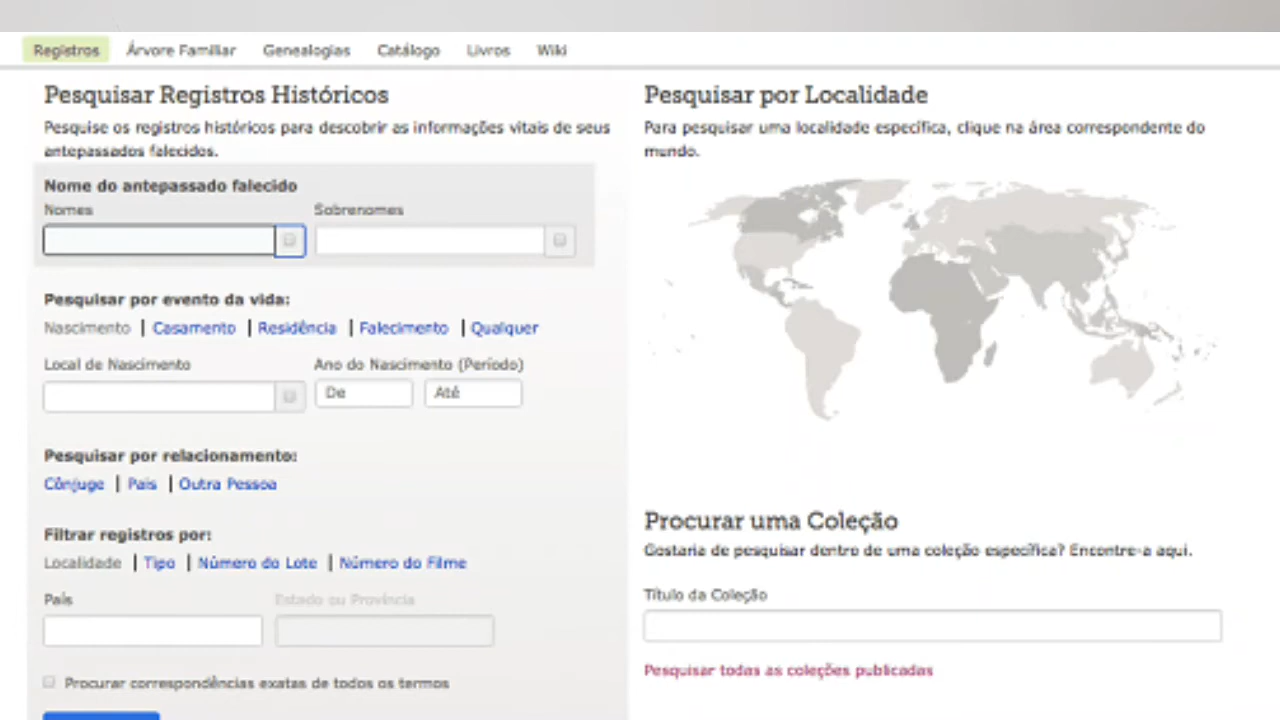 Registros Árvore Familiar Genealogias Catálogo Livros Wiki
Pesquisar Registros Históricos
Pesquise os registros históricos para descobrir as informações vitais de seus
antepassados falecidos.
Nome do antepassado falecido
Nomes Sobrenomes
Pesquisar por evento da vida:
Nascimento | Casamento | Residência | Falecimento | Qualquer
Local de Nascimento Ano do Nascimento (Período)
De Até
Pesquisar por relacionamento:
Cônjuge | Pais | Outra Pessoa
Filtrar registros por:
Localidade | Tipo | Número do Lote | Número do Filme
País Estado ou Província
Procurar correspondências exatas de todos os termos
Pesquisar por Localidade
Para pesquisar uma localidade específica, clique na área correspondente do
mundo.
Procurar uma Coleção
Gostaria de pesquisar dentro de uma coleção específica? Encontre-a aqui.
Título da Coleção
Pesquisar todas as coleções publicadas